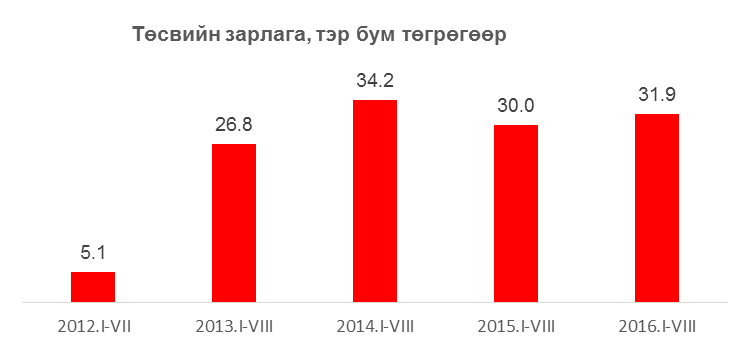 Төсвийн зарлага, тэр бум төгрөгөөр
34.2
31.9
30.0
26.8
5.1
2012.I-VII
2013.I-VIII
2014.I-VIII
2015.I-VIII
2016.I-VIII